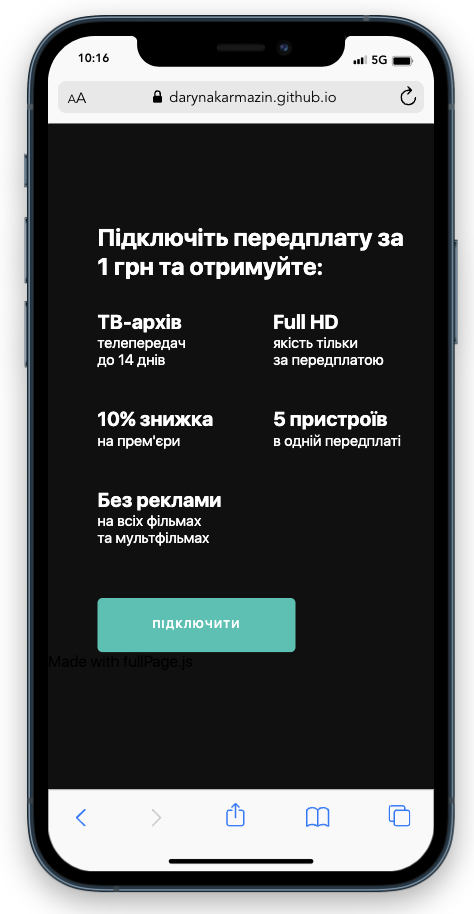 10:16
5G
AA
darynakarmazin.github.io
Підключіть передплату за
1 грн та отримуйте:
ТВ-архів
телепередач
до 14 днів
Full HD
якість тільки
за передплатою
10% знижка
на прем'єри
5 пристроїв
в одній передплаті
Без реклами
на всіх фільмах
та мультфільмах
ПІДКЛЮЧИТИ
Made with fullPage.js